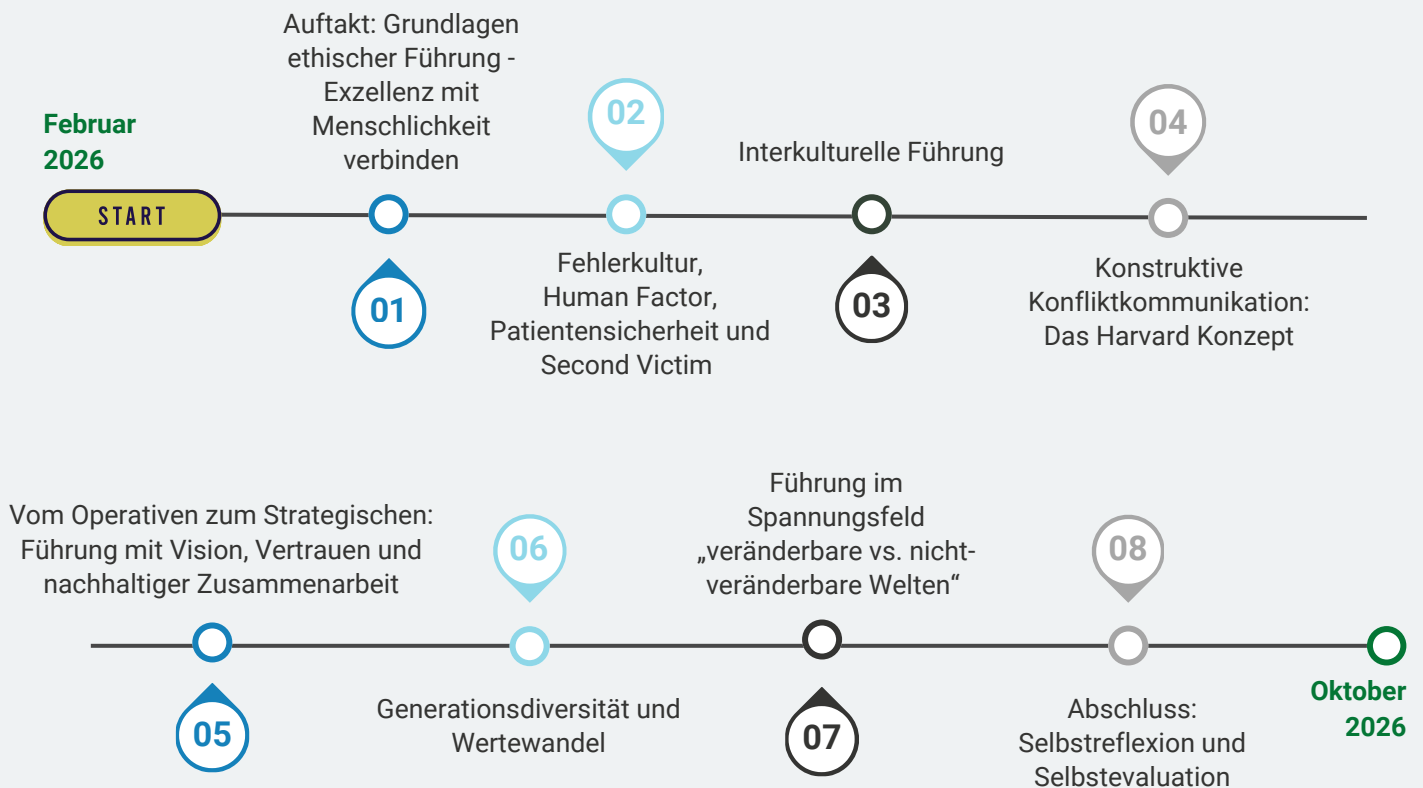 Februar
2026
START
Auftakt: Grundlagen
ethischer Führung -
Exzellenz mit
Menschlichkeit
verbinden
01
02
Fehlerkultur,
Human Factor,
Patientensicherheit und
Second Victim
Interkulturelle Führung
03
04
Konstruktive
Konfliktkommunikation:
Das Harvard Konzept
Vom Operativen zum Strategischen:
Führung mit Vision, Vertrauen und
nachhaltiger Zusammenarbeit
05
06
Generationsdiversität und
Wertewandel
Führung im
Spannungsfeld
„veränderbare vs. nicht-
veränderbare Welten“
07
08
Abschluss:
Selbstreflexion und
Selbstevaluation
Oktober
2026